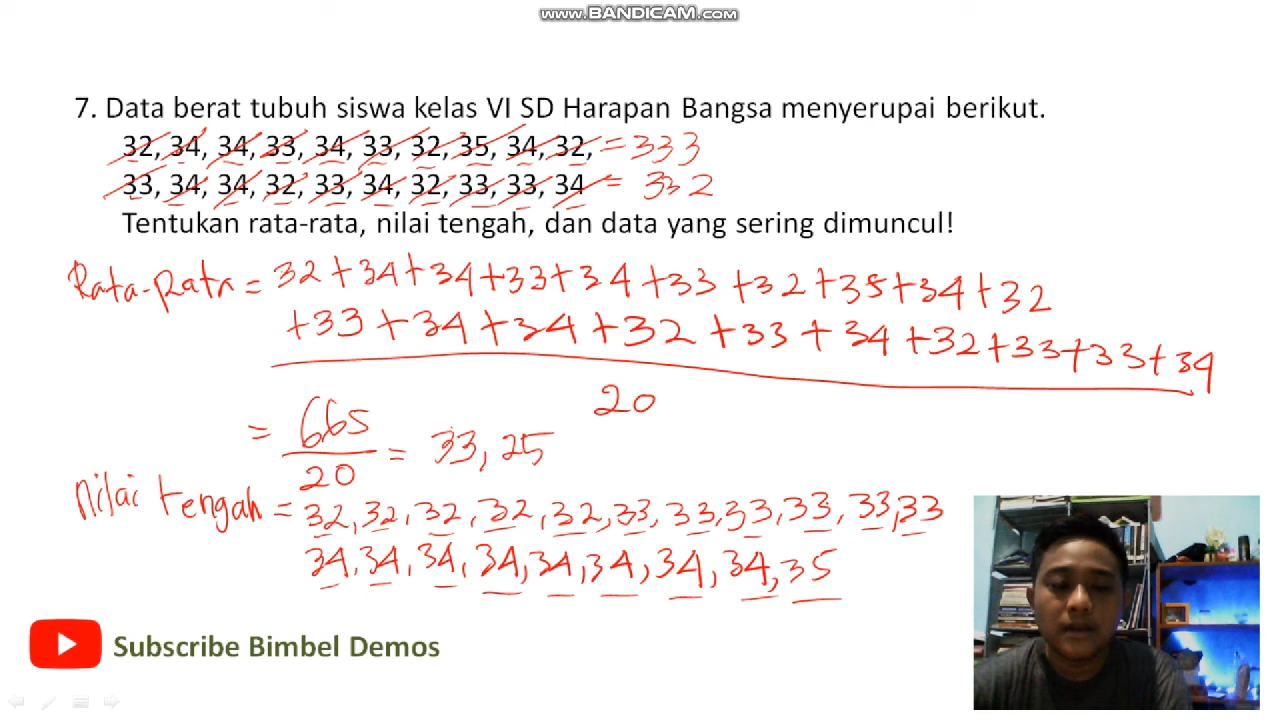 www.BANDICAM.com
7. Data berat tubuh siswa kelas VI SD Harapan Bangsa menyerupai berikut.
32, 34, 34, 33, 34, 33, 32, 35, 34, 32, = 333
33, 34, 34, 32, 33, 34, 32, 33, 33, 34 = 332
Tentukan rata-rata, nilai tengah, dan data yang sering dimuncul!
Rata-Rata = 32 + 34 + 34 + 33 + 34 + 33 + 32 + 35 + 34 + 32
+ 33 + 34 + 34 + 32 + 33 + 34 + 32 + 33 + 33 + 34
20
= 665
20 = 33,25
Nilai tengah = 32, 32, 32, 32, 32, 33, 33, 33, 33, 33, 33
34, 34, 34, 34, 34, 34, 34, 34, 35
Subscribe Bimbel Demos